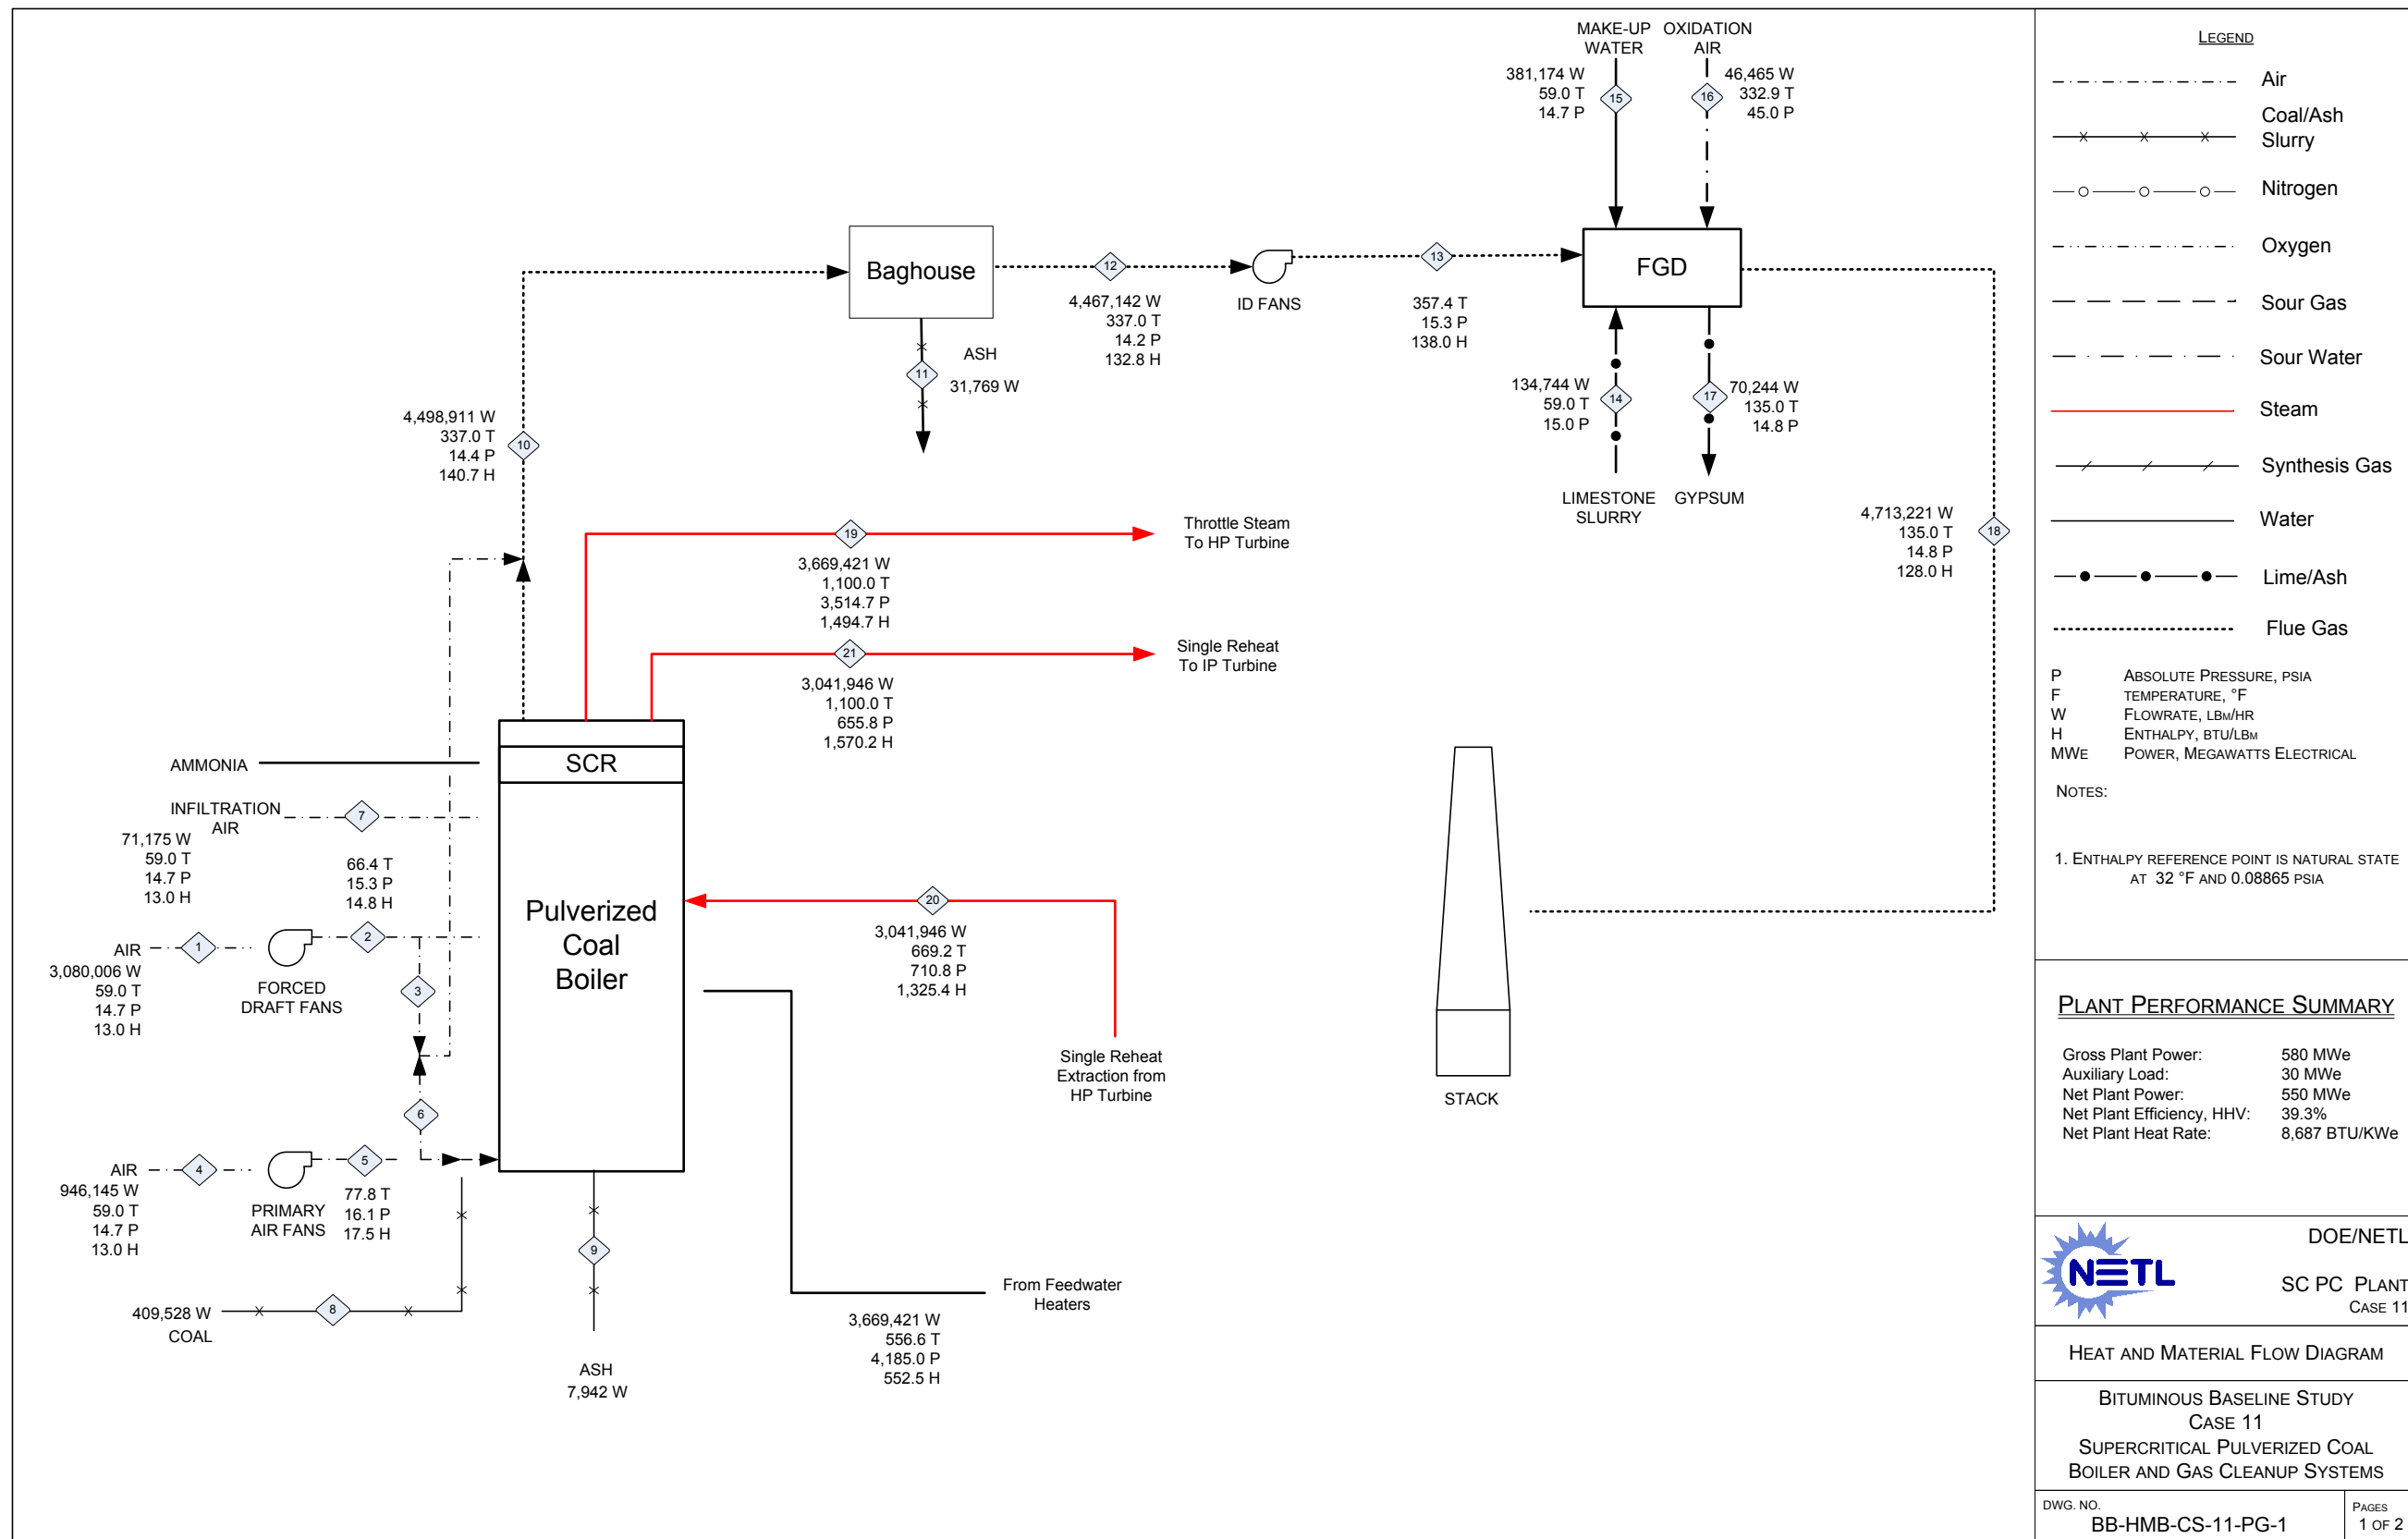 MAKE-UP
WATER
OXIDATION
AIR
381,174 W
59.0 T
14.7 P
15
16
46,465 W
332.9 T
45.0 P
Baghouse
12
4,467,142 W
337.0 T
14.2 P
132.8 H
ID FANS
13
357.4 T
15.3 P
138.0 H
FGD
ASH
31,769 W
11
134,744 W
59.0 T
15.0 P
14
17
70,244 W
135.0 T
14.8 P
LIMESTONE
SLURRY
GYPSUM
4,498,911 W
337.0 T
14.4 P
140.7 H
10
4,713,221 W
135.0 T
14.8 P
128.0 H
18
19
Throttle Steam
To HP Turbine
3,669,421 W
1,100.0 T
3,514.7 P
1,494.7 H
21
Single Reheat
To IP Turbine
3,041,946 W
1,100.0 T
655.8 P
1,570.2 H
AMMONIA
SCR
INFILTRATION
AIR
7
71,175 W
59.0 T
14.7 P
13.0 H
66.4 T
15.3 P
14.8 H
Pulverized
Coal
Boiler
20
3,041,946 W
669.2 T
710.8 P
1,325.4 H
AIR
1
2
3,080,006 W
59.0 T
14.7 P
13.0 H
FORCED
DRAFT FANS
3
Single Reheat
Extraction from
HP Turbine
STACK
6
AIR
4
5
946,145 W
59.0 T
14.7 P
13.0 H
PRIMARY
AIR FANS
77.8 T
16.1 P
17.5 H
9
409,528 W
COAL
8
From Feedwater
Heaters
3,669,421 W
556.6 T
4,185.0 P
552.5 H
ASH
7,942 W
LEGEND
Air
Coal/Ash
Slurry
Nitrogen
Oxygen
Sour Gas
Sour Water
Steam
Synthesis Gas
Water
Lime/Ash
Flue Gas
P ABSOLUTE PRESSURE, PSIA
F TEMPERATURE, °F
W FLOWRATE, LBM/HR
H ENTHALPY, BTU/LBM
MWE POWER, MEGAWATTS ELECTRICAL
NOTES:
1. ENTHALPY REFERENCE POINT IS NATURAL STATE
AT 32 °F AND 0.08865 PSIA
PLANT PERFORMANCE SUMMARY
Gross Plant Power: 580 MWe
Auxiliary Load: 30 MWe
Net Plant Power: 550 MWe
Net Plant Efficiency, HHV: 39.3%
Net Plant Heat Rate: 8,687 BTU/KWe
NETL
DOE/NETL
SC PC PLANT
CASE 11
HEAT AND MATERIAL FLOW DIAGRAM
BITUMINOUS BASELINE STUDY
CASE 11
SUPERCRITICAL PULVERIZED COAL
BOILER AND GAS CLEANUP SYSTEMS
DWG. NO.
BB-HMB-CS-11-PG-1
PAGES
1 OF 2